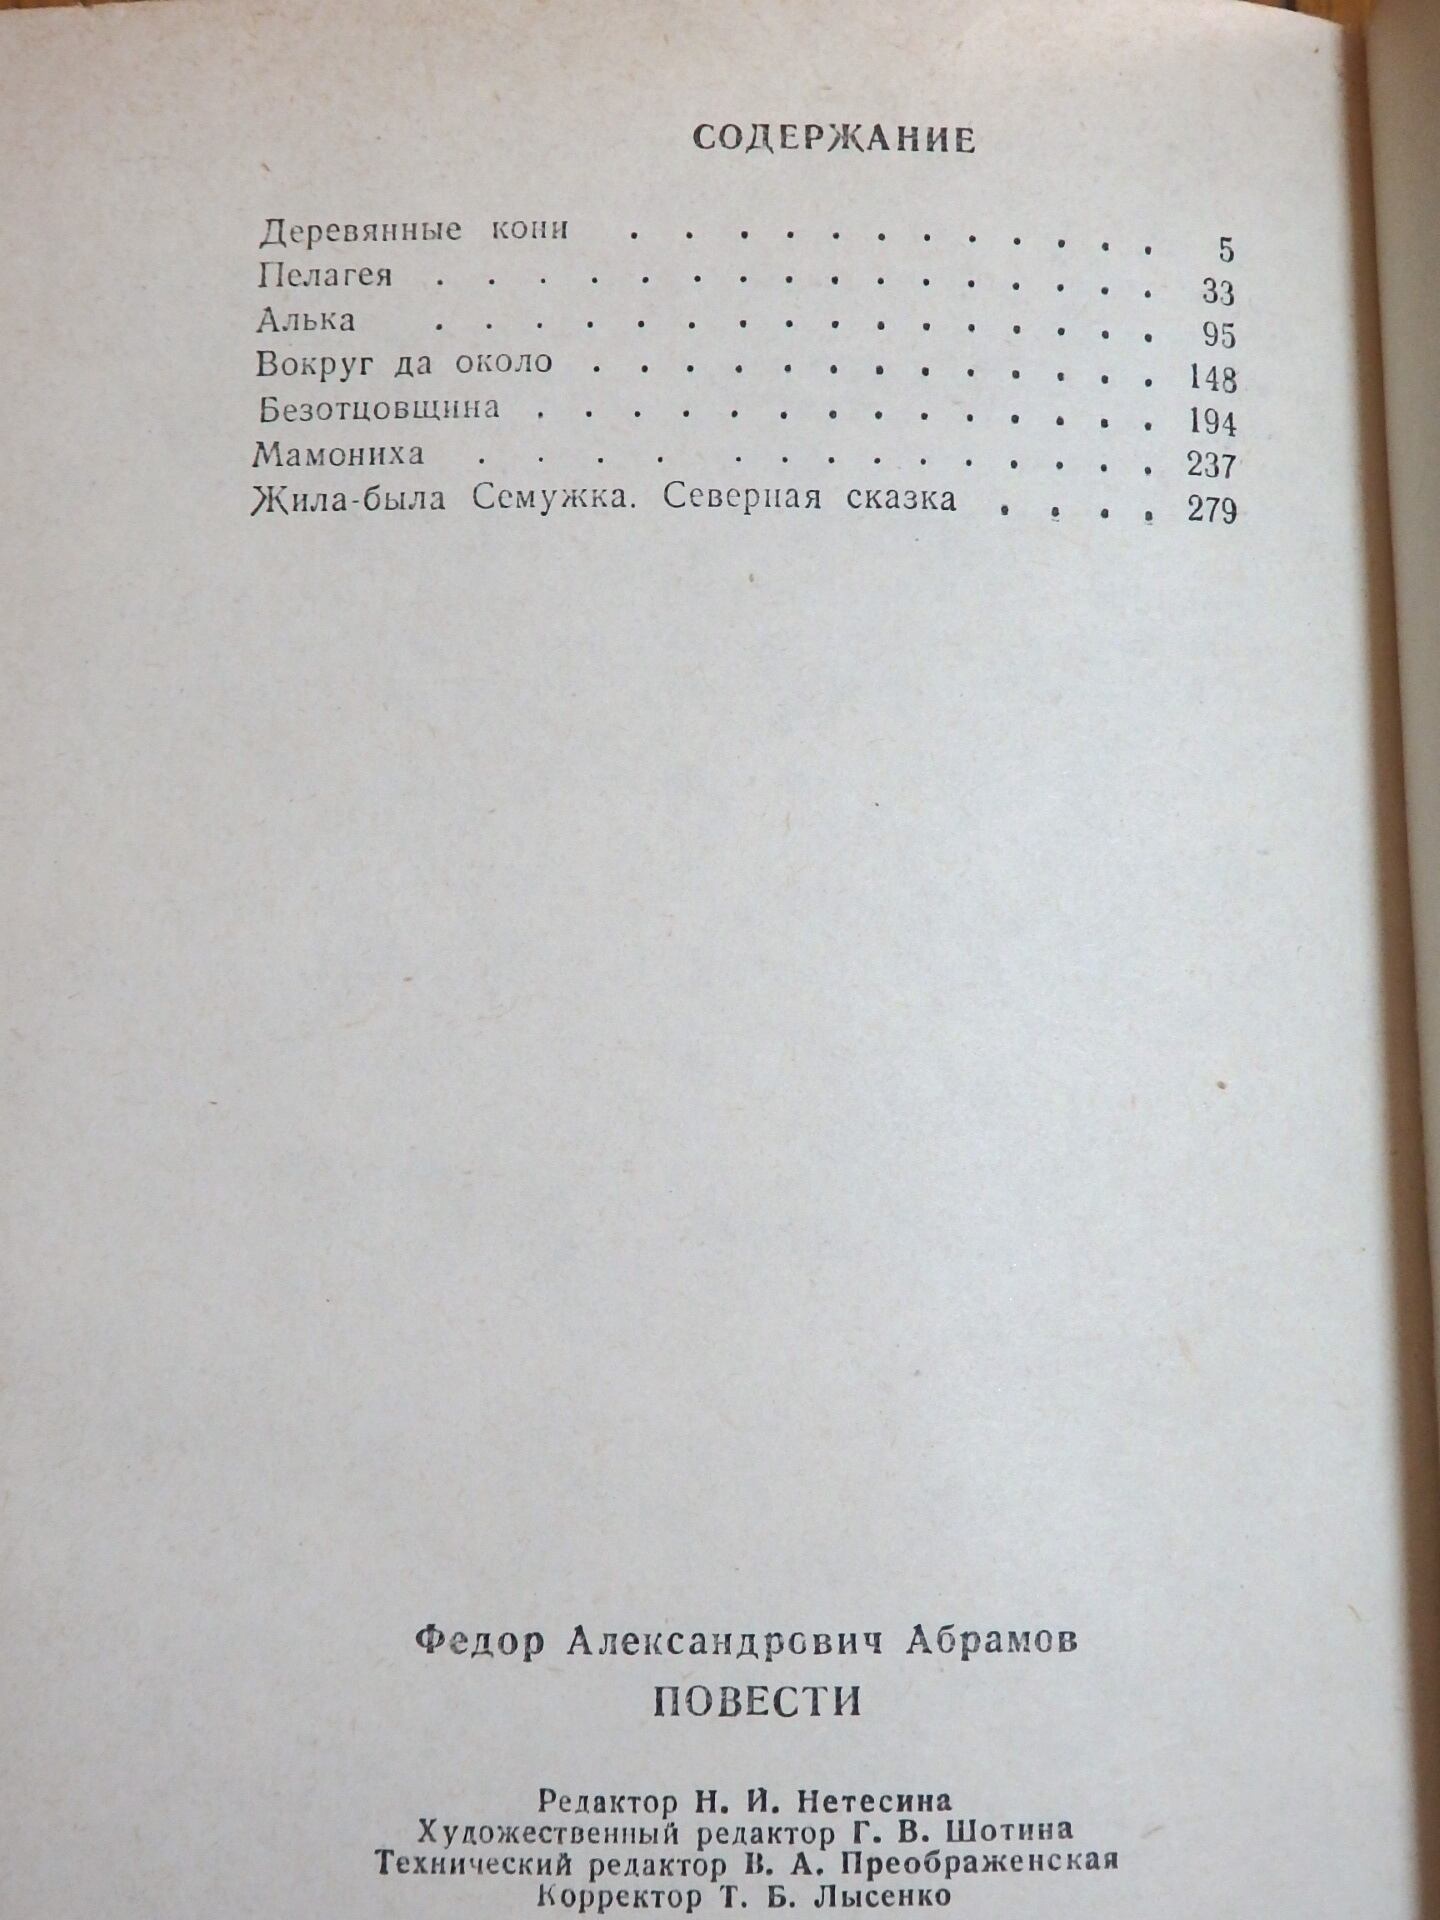 СОДЕРЖАНИЕ
Деревянные кони . . . . . . . . . . . . 5
Пелагея . . . . . . . . . . . . . . . . 33
Алька . . . . . . . . . . . . . . . . 95
Вокруг да около . . . . . . . . . . . . 148
Безотцовщина . . . . . . . . . . . . . . 194
Мамониха . . . . . . . . . . . . . . 237
Жила-была Семужка. Северная сказка . . . . 279
Федор Александрович Абрамов
ПОВЕСТИ
Редактор Н. И. Нетесина
Художественный редактор Г. В. Шотина
Технический редактор В. А. Преображенская
Корректор Т. Б. Лысенко